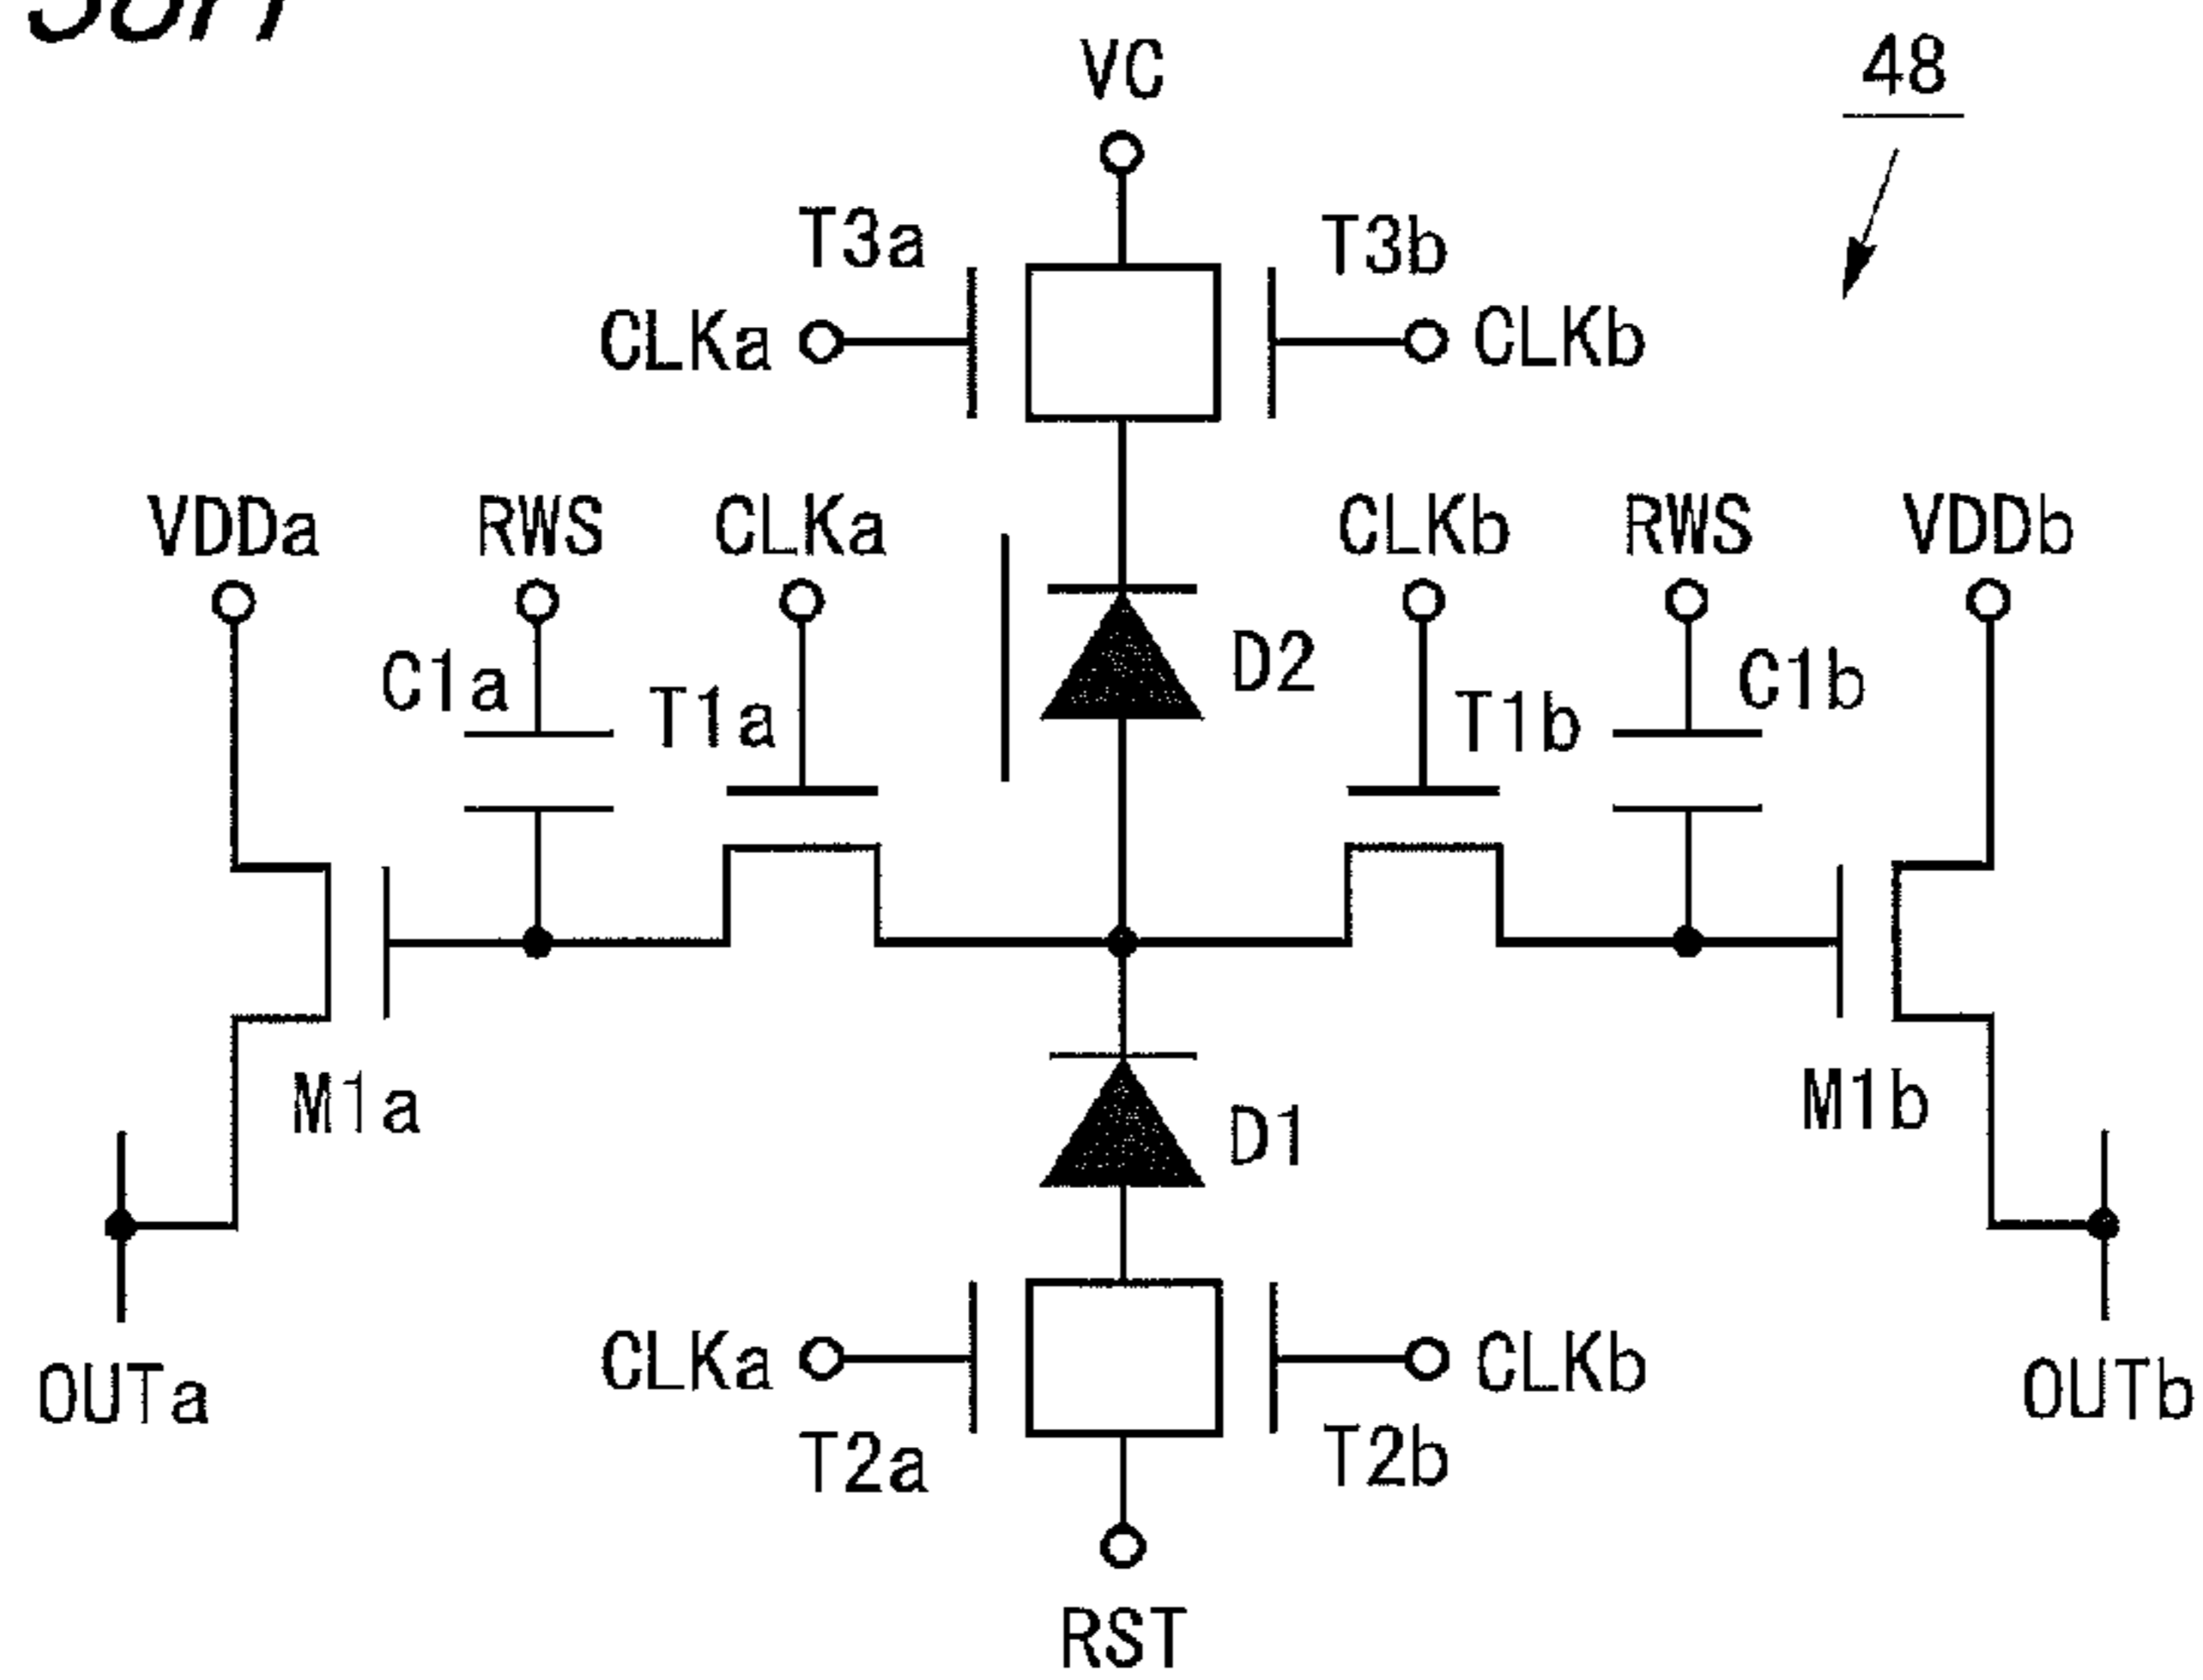 VC
48
T3a
T3b
CLKa
CLKb
VDDa
RWS
CLKa
CLKb
RWS
VDDb
C1a
T1a
D2
T1b
C1b
M1a
D1
M1b
CLKa
CLKb
OUTa
OUTb
T2a
T2b
RST